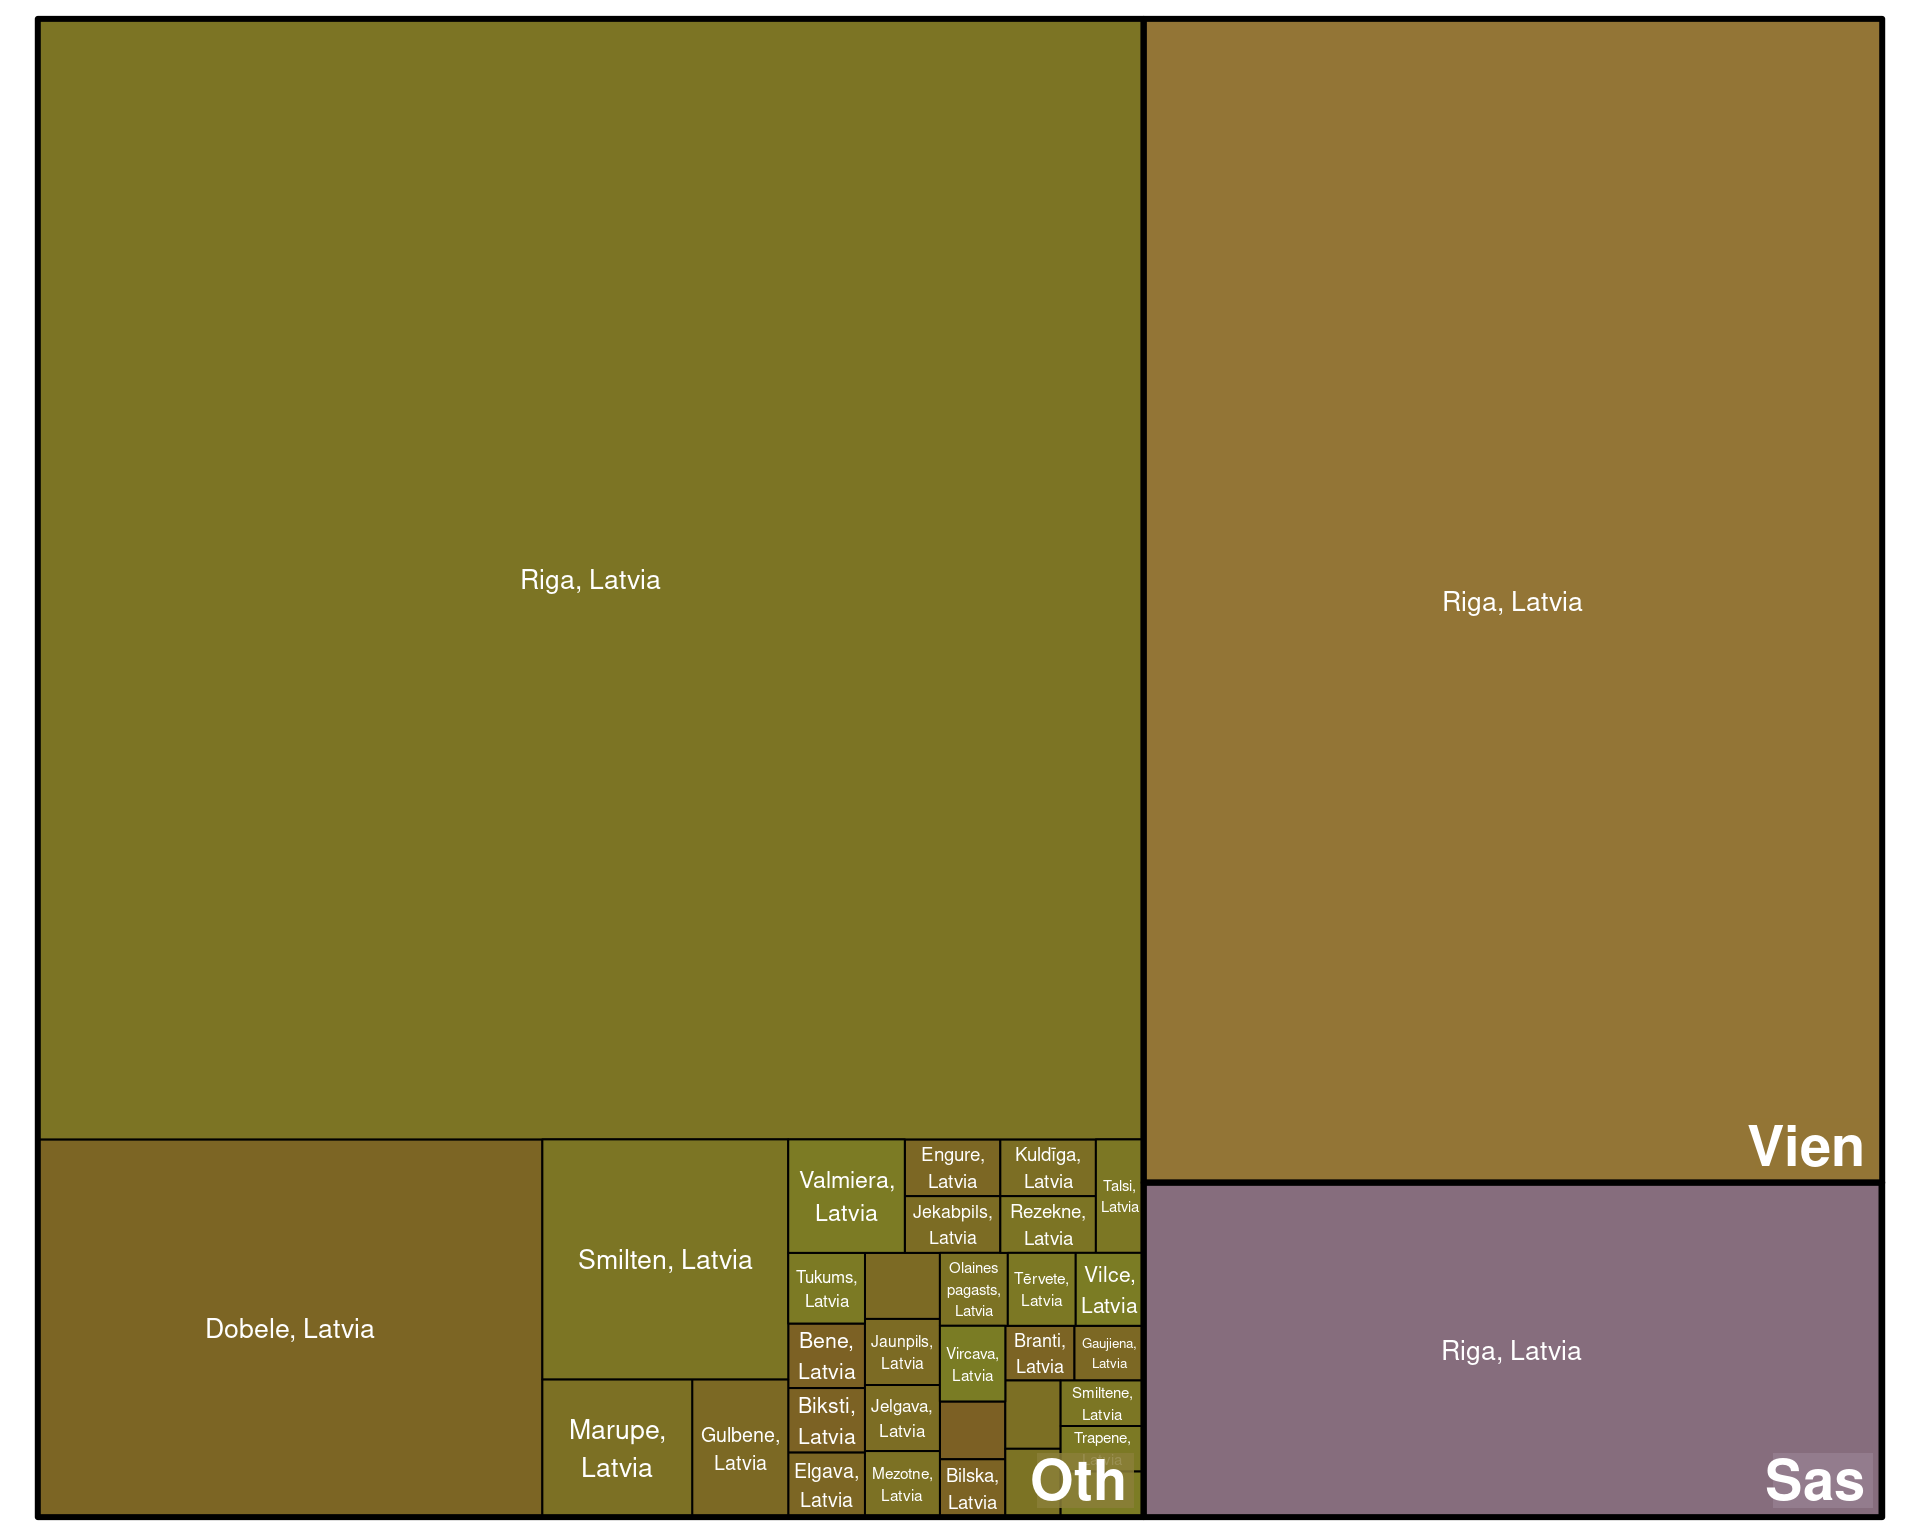 Riga, Latvia
Riga, Latvia
Vien
Dobele, Latvia
Smilten, Latvia
Marupe,
Latvia
Gulbene,
Latvia
Valmiera,
Latvia
Engure,
Latvia
Kuldīga,
Latvia
Talsi,
Latvia
Jekabpils,
Latvia
Rezekne,
Latvia
Tukums,
Latvia
Olaines
pagasts,
Latvia
Tērvete,
Latvia
Vilce,
Latvia
Bene,
Latvia
Jaunpils,
Latvia
Vircava,
Latvia
Branti,
Latvia
Gaujiena,
Latvia
Biksti,
Latvia
Jelgava,
Latvia
Smiltene,
Latvia
Trapene,
Elgava,
Latvia
Mezotne,
Latvia
Bilska,
Latvia
Oth
Riga, Latvia
Sas